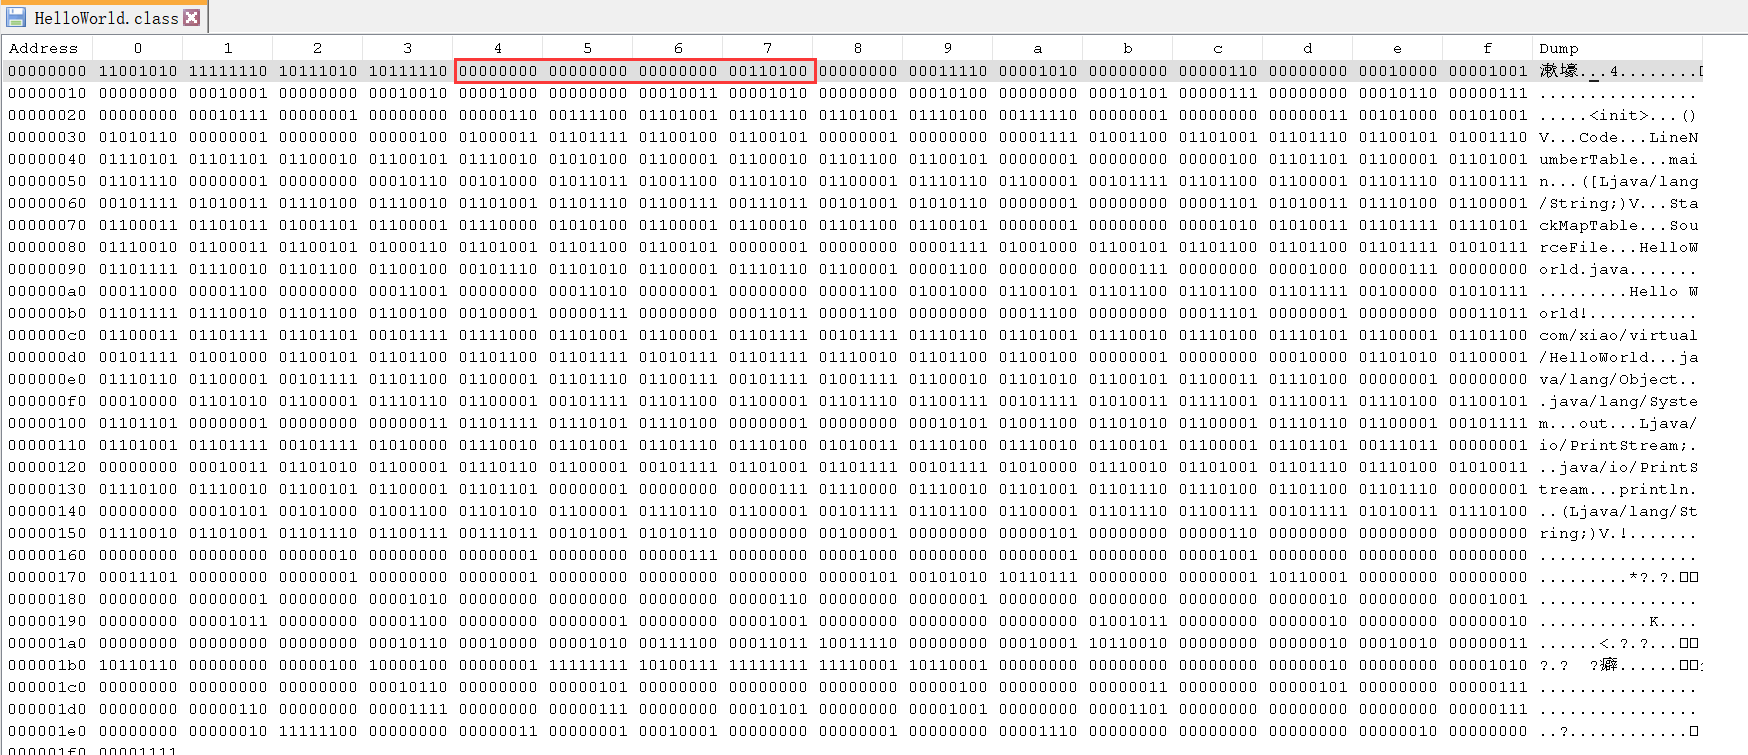 HelloWorld.class
Address 0 1 2 3 4 5 6 7 8 9 a b c d e f Dump
00000000 11001010 11111110 10111010 10111110 00000000 00000000 00000000 00110100 00000000 00011110 00001010 00000000 00000110 00000000 00010000 00001001 漱壕...4........
00000010 00000000 00010001 00000000 00010010 00001000 00000000 00010011 00001010 00000000 00010100 00000000 00010101 00000111 00000000 00010110 00000111 ................
00000020 00000000 00010111 00000001 00000000 00000110 00111100 01101001 01101110 01101001 01110100 00111110 00000001 00000000 00000011 00101000 00101001 .....<init>...()
00000030 01010110 00000001 00000000 00000100 01000011 01101111 01100100 01100101 00000001 00000000 00001111 01001100 01101001 01101110 01100101 01001110 V...Code...LineN
00000040 01110101 01101101 01100010 01100101 01110010 01010100 01100001 01100010 01101100 01100101 00000001 00000000 00000100 01101101 01100001 01101001 umberTable...mai
00000050 01101110 00000001 00000000 00010110 00101000 01011011 01001100 01101010 01100001 01110110 01100001 00101111 01101100 01100001 01101110 01100111 n...([Ljava/lang
00000060 00101111 01010011 01110100 01110010 01101001 01101110 01100111 00111011 00101001 01010110 00000001 00000000 00001101 01010011 01110100 01100001 /String;)V...Sta
00000070 01100011 01101011 01001101 01100001 01110000 01010100 01100001 01100010 01101100 01100101 00000001 00000000 00001010 01010011 01101111 01110101 ckMapTable...Sou
00000080 01110010 01100011 01100101 01000110 01101001 01101100 01100101 00000001 00000000 00001111 01001000 01100101 01101100 01101100 01101111 01010111 rceFile...HelloW
00000090 01101111 01110010 01101100 01100100 00101110 01101010 01100001 01110110 01100001 00001100 00000000 00000111 00000000 00001000 00000111 00000000 orld.java.......
000000a0 00011000 00001100 00000000 00011001 00000000 00011010 00000001 00000000 00001100 01001000 01100101 01101100 01101100 01101111 00100000 01010111 .........Hello W
000000b0 01101111 01110010 01101100 01100100 00100001 00000111 00000000 00011011 00001100 00000000 00011100 00000000 00011101 00000001 00000000 00011011 orld!...........
000000c0 01100011 01101111 01101101 00101111 01111000 01101001 01100001 01101111 00101111 01110110 01101001 01110010 01110100 01110101 01100001 01101100 com/xiao/virtual
000000d0 00101111 01001000 01100101 01101100 01101100 01101111 01010111 01101111 01110010 01101100 01100100 00000001 00000000 00010000 01101010 01100001 /HelloWorld...ja
000000e0 01110110 01100001 00101111 01101100 01100001 01101110 01100111 00101111 01001111 01100010 01101010 01100101 01100011 01110100 00000001 00000000 va/lang/Object..
000000f0 00010000 01101010 01100001 01110110 01100001 00101111 01101100 01100001 01101110 01100111 00101111 01010011 01111001 01110011 01110100 01100101 .java/lang/Syste
00000100 01101101 00000001 00000000 00000011 01101111 01110101 01110100 00000001 00000000 00010101 01001100 01101010 01100001 01110110 01100001 00101111 m...out...Ljava/
00000110 01101001 01101111 00101111 01010000 01110010 01101001 01101110 01110100 01010011 01110100 01110010 01100101 01100001 01101101 00111011 00000001 io/PrintStream;.
00000120 00000000 00010011 01101010 01100001 01110110 01100001 00101111 01101001 01101111 00101111 01010000 01110010 01101001 01101110 01110100 01010011 ..java/io/PrintS
00000130 01110100 01110010 01100101 01100001 01101101 00000001 00000000 00000111 01110000 01110010 01101001 01101110 01110100 01101100 01101110 00000001 tream...println.
00000140 00000000 00010101 00101000 01001100 01101010 01100001 01110110 01100001 00101111 01101100 01100001 01101110 01100111 00101111 01010011 01110100 ..(Ljava/lang/St
00000150 01110010 01101001 01101110 01100111 00111011 00101001 01010110 00000000 00100001 00000000 00000101 00000000 00000110 00000000 00000000 00000000 ring;)V.!.......
00000160 00000000 00000000 00000010 00000000 00000001 00000000 00000111 00000000 00001000 00000000 00000001 00000000 00001001 00000000 00000000 00000000 ................
00000170 00011101 00000000 00000001 00000000 00000001 00000000 00000000 00000000 00000101 00101010 10110111 00000000 00000001 10110001 00000000 00000000 .........*?.?.
00000180 00000000 00000001 00000000 00001010 00000000 00000000 00000000 00000110 00000000 00000001 00000000 00000000 00000000 00000010 00000000 00001001 ................
00000190 00000000 00001011 00000000 00001100 00000000 00000001 00000000 00001001 00000000 00000000 00000000 01001011 00000000 00000010 00000000 00000010 ...........K....
000001a0 00000000 00000000 00000000 00010110 00010000 00001010 00111100 00011011 10011110 00000000 00010001 10110010 00000000 00000010 00010010 00000011 ......<.?.?...
000001b0 10110110 00000000 00000100 10000100 00000001 11111111 10100111 11111111 11110001 10110001 00000000 00000000 00000000 00000010 00000000 00001010 ?.? ?癖......
000001c0 00000000 00000000 00000000 00010110 00000000 00000101 00000000 00000000 00000000 00000100 00000000 00000011 00000000 00000101 00000000 00000111 ................
000001d0 00000000 00000110 00000000 00001111 00000000 00000111 00000000 00010101 00000000 00001001 00000000 00001101 00000000 00000000 00000000 00000111 ................
000001e0 00000000 00000010 11111100 00000000 00000011 00000001 00010001 00000000 00000001 00000000 00001110 00000000 00000000 00000000 00000010 00000000 ..?............
000001f0 00001111